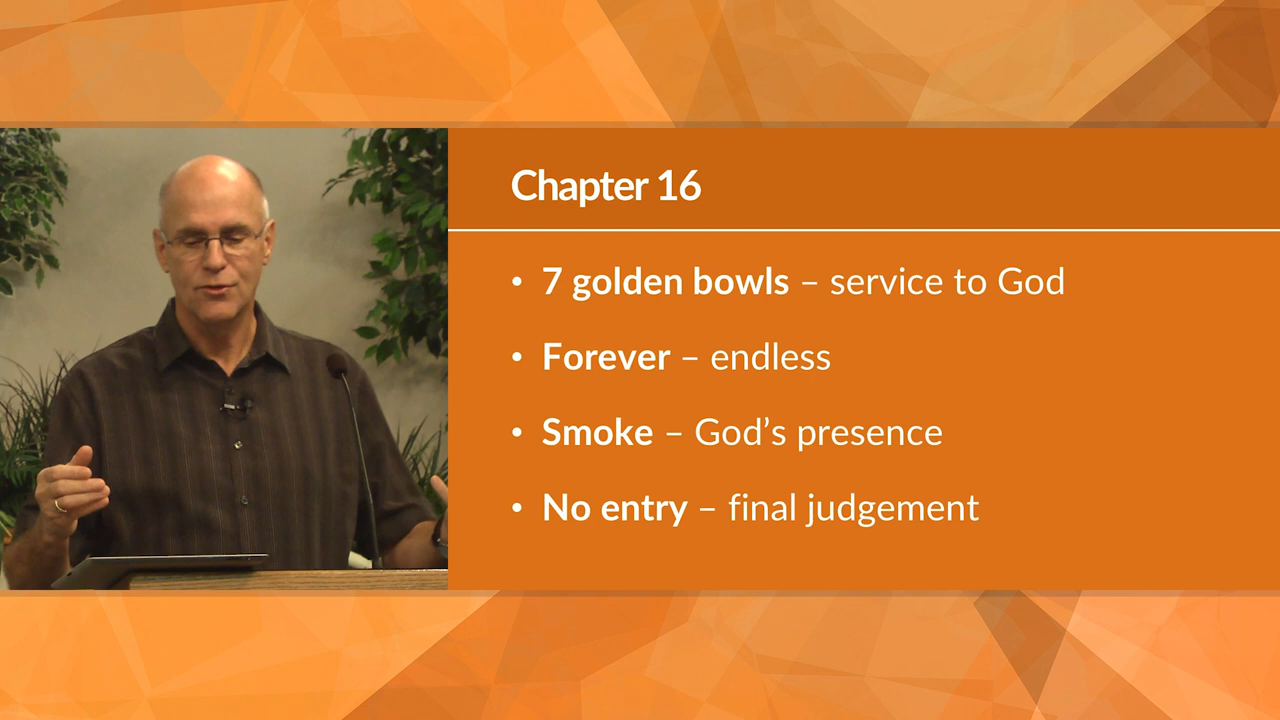 Chapter 16
• 7 golden bowls – service to God
• Forever – endless
• Smoke – God’s presence
• No entry – final judgement